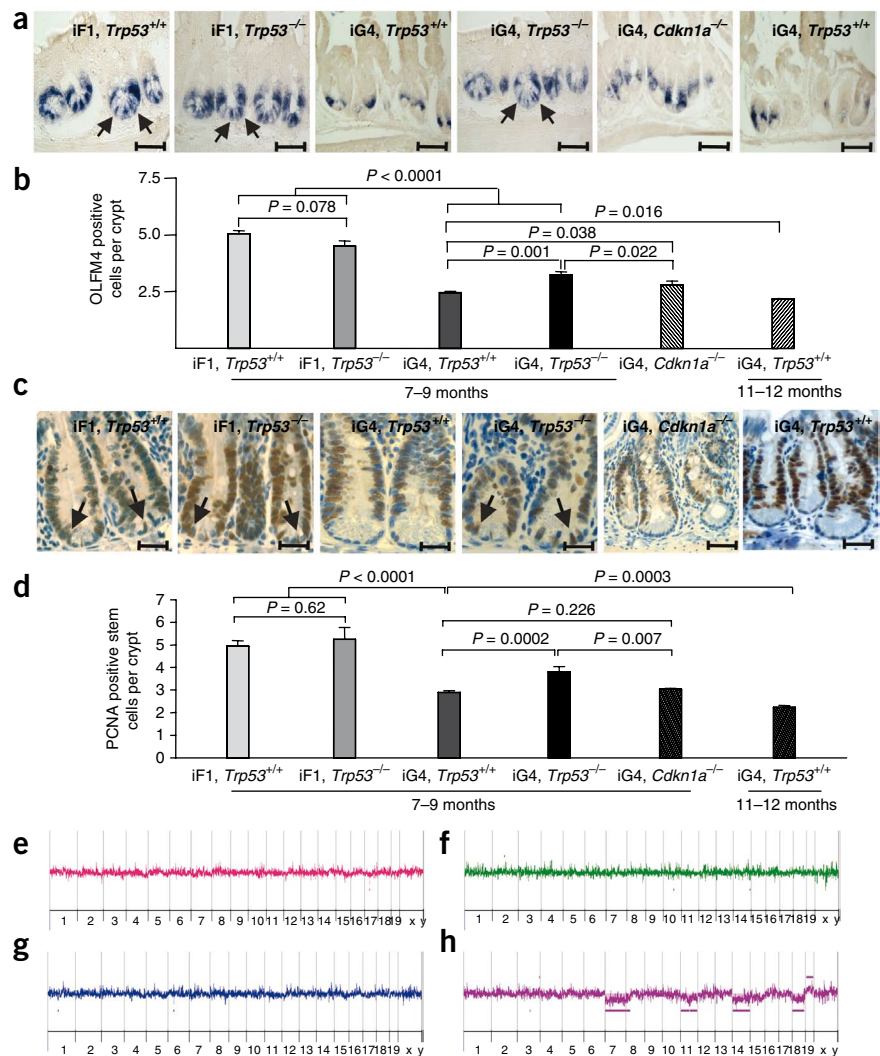 a
iF1, Trp53+/+ iF1, Trp53−/− iG4, Trp53+/+ iG4, Trp53−/− iG4, Cdkn1a−/− iG4, Trp53+/+
b
OLFM4 positive
cells per crypt
7.5
5.0
2.5
P < 0.0001
P = 0.078
P = 0.016
P = 0.038
P = 0.001 P = 0.022
iF1, Trp53+/+ iF1, Trp53−/− iG4, Trp53+/+ iG4, Trp53−/− iG4, Cdkn1a−/− iG4, Trp53+/+
7–9 months 11–12 months
c
iF1, Trp53+/+ iF1, Trp53−/− iG4, Trp53+/+ iG4, Trp53−/− iG4, Cdkn1a−/− iG4, Trp53+/+
d
PCNA positive stem
cells per crypt
7
6
5
4
3
2
1
0
P < 0.0001 P = 0.0003
P = 0.62 P = 0.226
P = 0.0002 P = 0.007
iF1, Trp53+/+ iF1, Trp53−/− iG4, Trp53+/+ iG4, Trp53−/− iG4, Cdkn1a−/− iG4, Trp53+/+
7–9 months 11–12 months
e
1 2 3 4 5 6 7 8 9 10 11 12 13 14 15 16 17 18 19 x y
f
1 2 3 4 5 6 7 8 9 10 11 12 13 14 15 16 17 18 19 x y
g
1 2 3 4 5 6 7 8 9 10 11 12 13 14 15 16 17 18 19 x y
h
1 2 3 4 5 6 7 8 9 10 11 12 13 14 15 16 17 18 19 x y